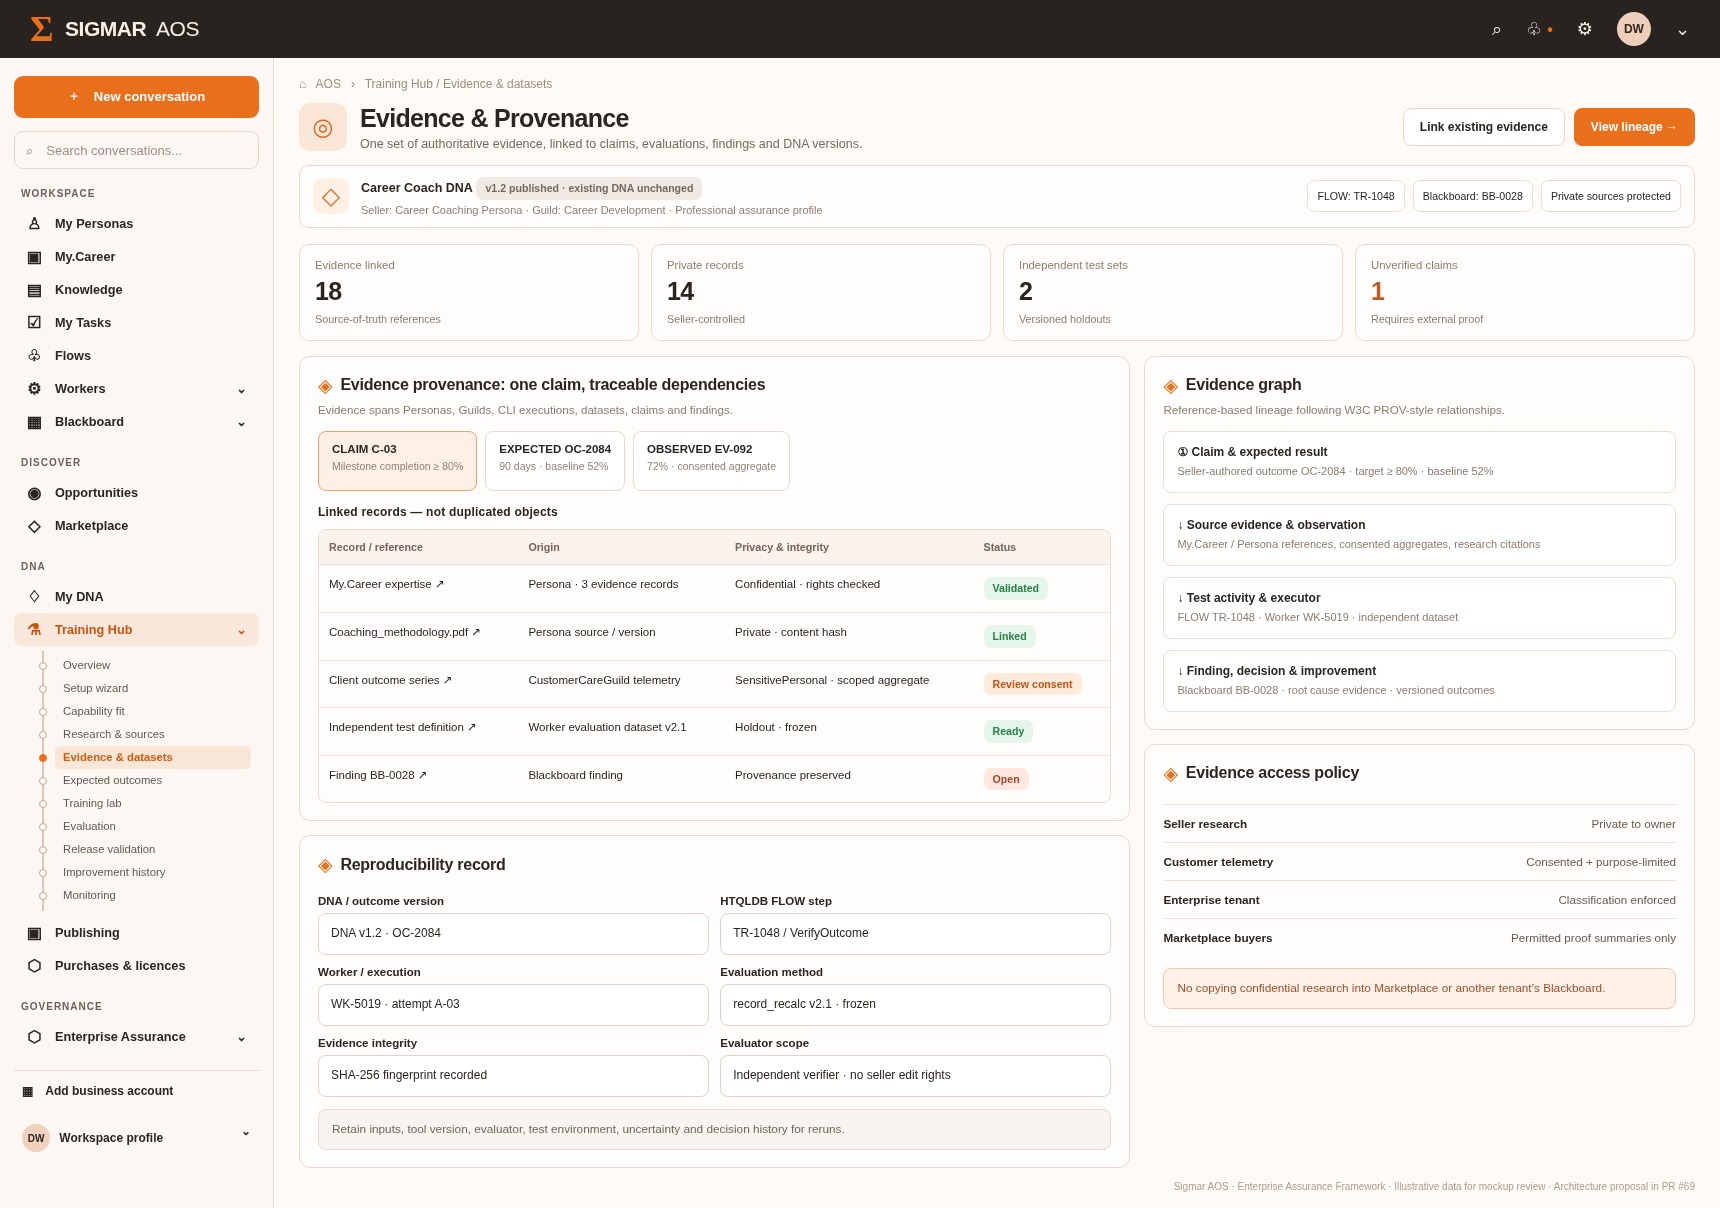 Σ SIGMAR AOS
DW
+ New conversation
Search conversations...
WORKSPACE
My Personas
My.Career
Knowledge
My Tasks
Flows
Workers
Blackboard
DISCOVER
Opportunities
Marketplace
DNA
My DNA
Training Hub
Overview
Setup wizard
Capability fit
Research & sources
Evidence & datasets
Expected outcomes
Training lab
Evaluation
Release validation
Improvement history
Monitoring
Publishing
Purchases & licences
GOVERNANCE
Enterprise Assurance
Add business account
DW Workspace profile
AOS › Training Hub / Evidence & datasets
Evidence & Provenance
One set of authoritative evidence, linked to claims, evaluations, findings and DNA versions.
Link existing evidence
View lineage →
Career Coach DNA v1.2 published · existing DNA unchanged
Seller: Career Coaching Persona · Guild: Career Development · Professional assurance profile
FLOW: TR-1048
Blackboard: BB-0028
Private sources protected
Evidence linked
18
Source-of-truth references
Private records
14
Seller-controlled
Independent test sets
2
Versioned holdouts
Unverified claims
1
Requires external proof
Evidence provenance: one claim, traceable dependencies
Evidence spans Personas, Guilds, CLI executions, datasets, claims and findings.
CLAIM C-03
Milestone completion ≥ 80%
EXPECTED OC-2084
90 days · baseline 52%
OBSERVED EV-092
72% · consented aggregate
Linked records — not duplicated objects
Record / reference Origin Privacy & integrity Status
My.Career expertise ↗ Persona · 3 evidence records Confidential · rights checked Validated
Coaching_methodology.pdf ↗ Persona source / version Private · content hash Linked
Client outcome series ↗ CustomerCareGuild telemetry SensitivePersonal · scoped aggregate Review consent
Independent test definition ↗ Worker evaluation dataset v2.1 Holdout · frozen Ready
Finding BB-0028 ↗ Blackboard finding Provenance preserved Open
Reproducibility record
DNA / outcome version
DNA v1.2 · OC-2084
HTQLDB FLOW step
TR-1048 / VerifyOutcome
Worker / execution
WK-5019 · attempt A-03
Evaluation method
record_recalc v2.1 · frozen
Evidence integrity
SHA-256 fingerprint recorded
Evaluator scope
Independent verifier · no seller edit rights
Retain inputs, tool version, evaluator, test environment, uncertainty and decision history for reruns.
Evidence graph
Reference-based lineage following W3C PROV-style relationships.
① Claim & expected result
Seller-authored outcome OC-2084 · target ≥ 80% · baseline 52%
↓ Source evidence & observation
My.Career / Persona references, consented aggregates, research citations
↓ Test activity & executor
FLOW TR-1048 · Worker WK-5019 · independent dataset
↓ Finding, decision & improvement
Blackboard BB-0028 · root cause evidence · versioned outcomes
Evidence access policy
Seller research Private to owner
Customer telemetry Consented + purpose-limited
Enterprise tenant Classification enforced
Marketplace buyers Permitted proof summaries only
No copying confidential research into Marketplace or another tenant’s Blackboard.
Sigmar AOS · Enterprise Assurance Framework · Illustrative data for mockup review · Architecture proposal in PR #69